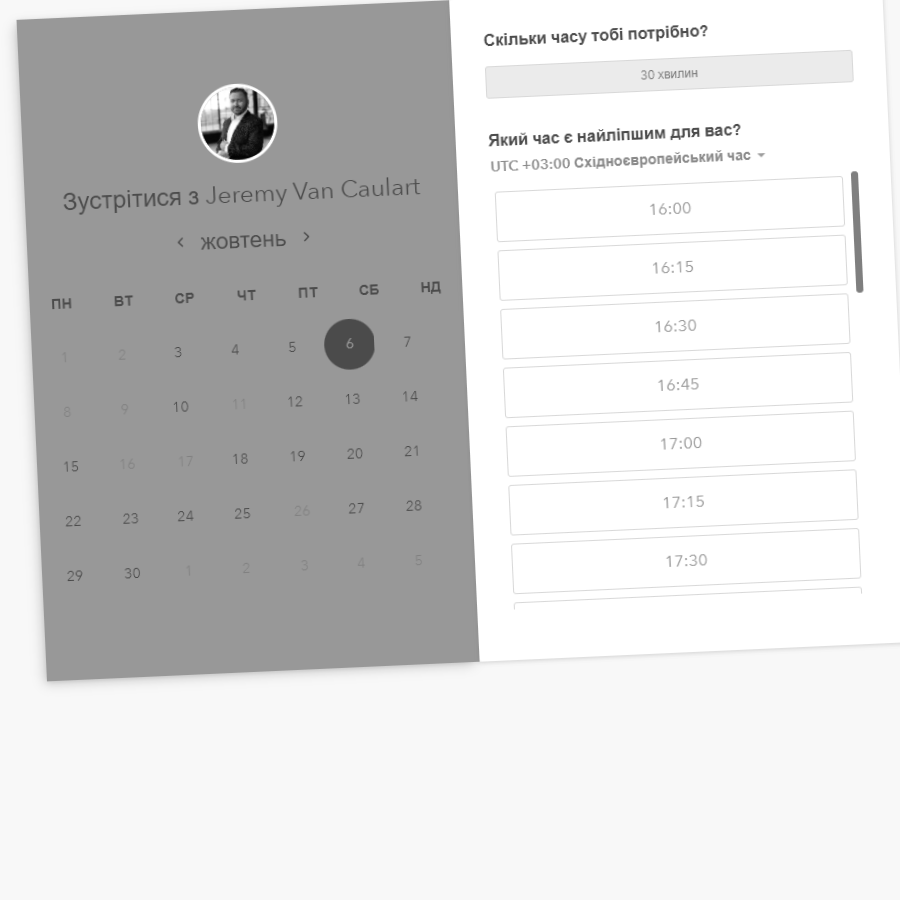 Зустрітися з Jeremy Van Caulart
жовтень
ПН ВТ СР ЧТ ПТ СБ НД
1 2 3 4 5 6 7
8 9 10 11 12 13 14
15 16 17 18 19 20 21
22 23 24 25 26 27 28
29 30 1 2 3 4 5
Скільки часу тобі потрібно?
30 хвилин
Який час є найліпшим для вас?
UTC +03:00 Східноєвропейський час
16:00
16:15
16:30
16:45
17:00
17:15
17:30